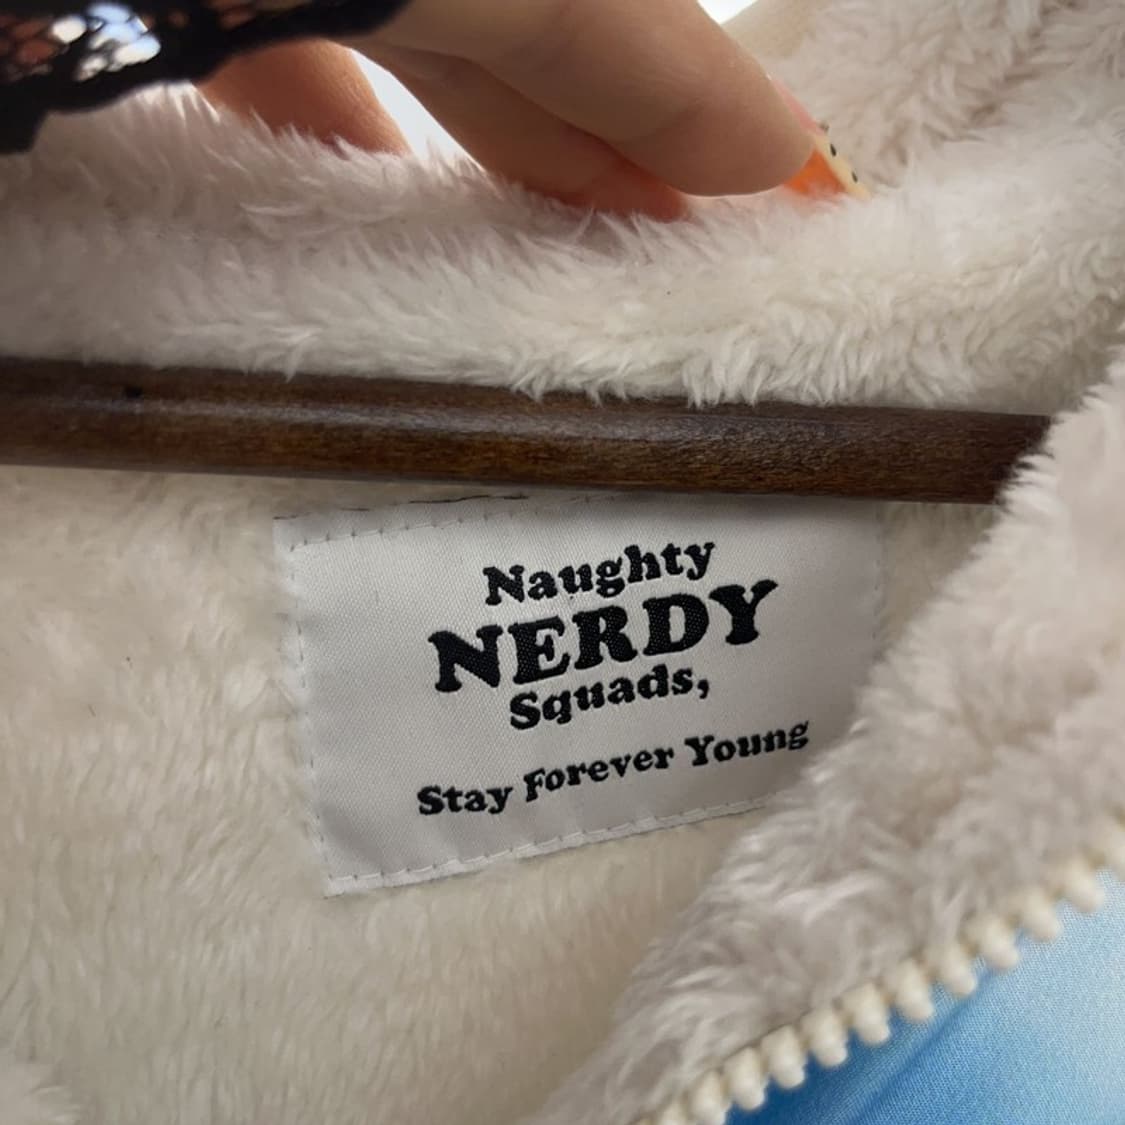 Naughty
NERDY
Squads,
Stay Forever Young